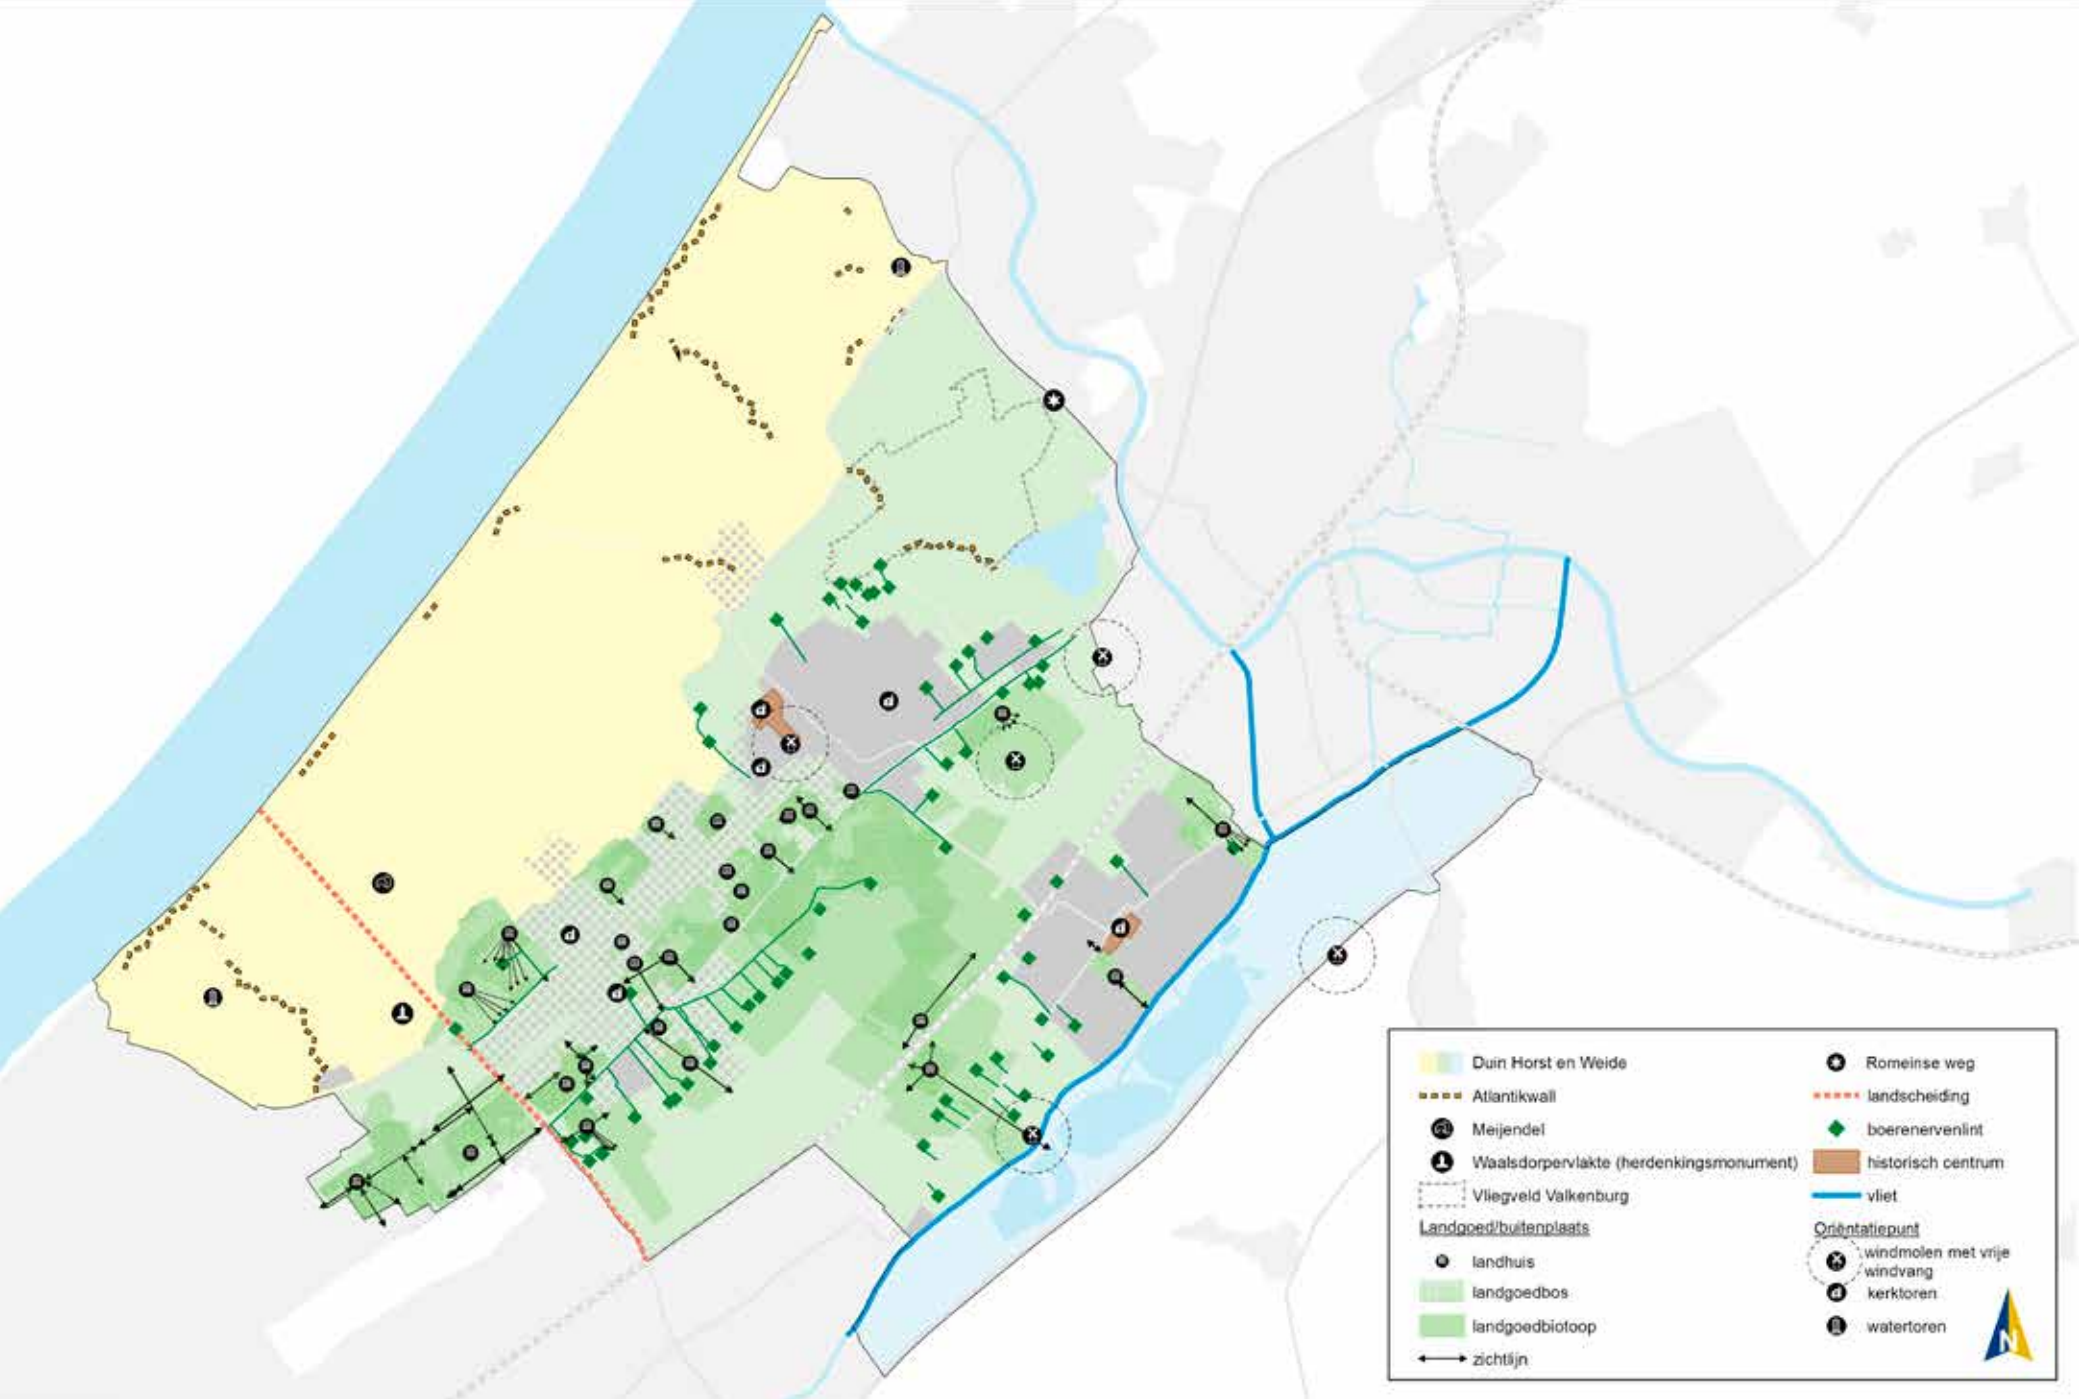 Duin Horst en Weide
Atlantikwall
Meijendel
Waalsdorpervlakte (herdenkingsmonument)
Vliegveld Valkenburg
Landgoed/buitenplaats
landhuis
landgoedbos
landgoedbiotoop
zichtlijn
Romeinse weg
landscheiding
boerenervenlint
historisch centrum
vliet
Oriëntatiepunt
windmolen met vrije
windvang
kerktoren
watertoren
N